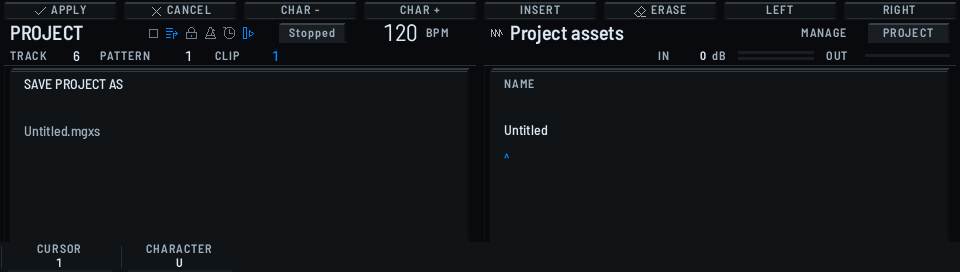 APPLY CANCEL CHAR - CHAR + INSERT ERASE LEFT RIGHT
PROJECT Stopped 120 BPM Project assets MANAGE PROJECT
TRACK 6 PATTERN 1 CLIP 1 IN 0 dB OUT
SAVE PROJECT AS
Untitled.mgxs
NAME
Untitled
^
CURSOR CHARACTER
1 U